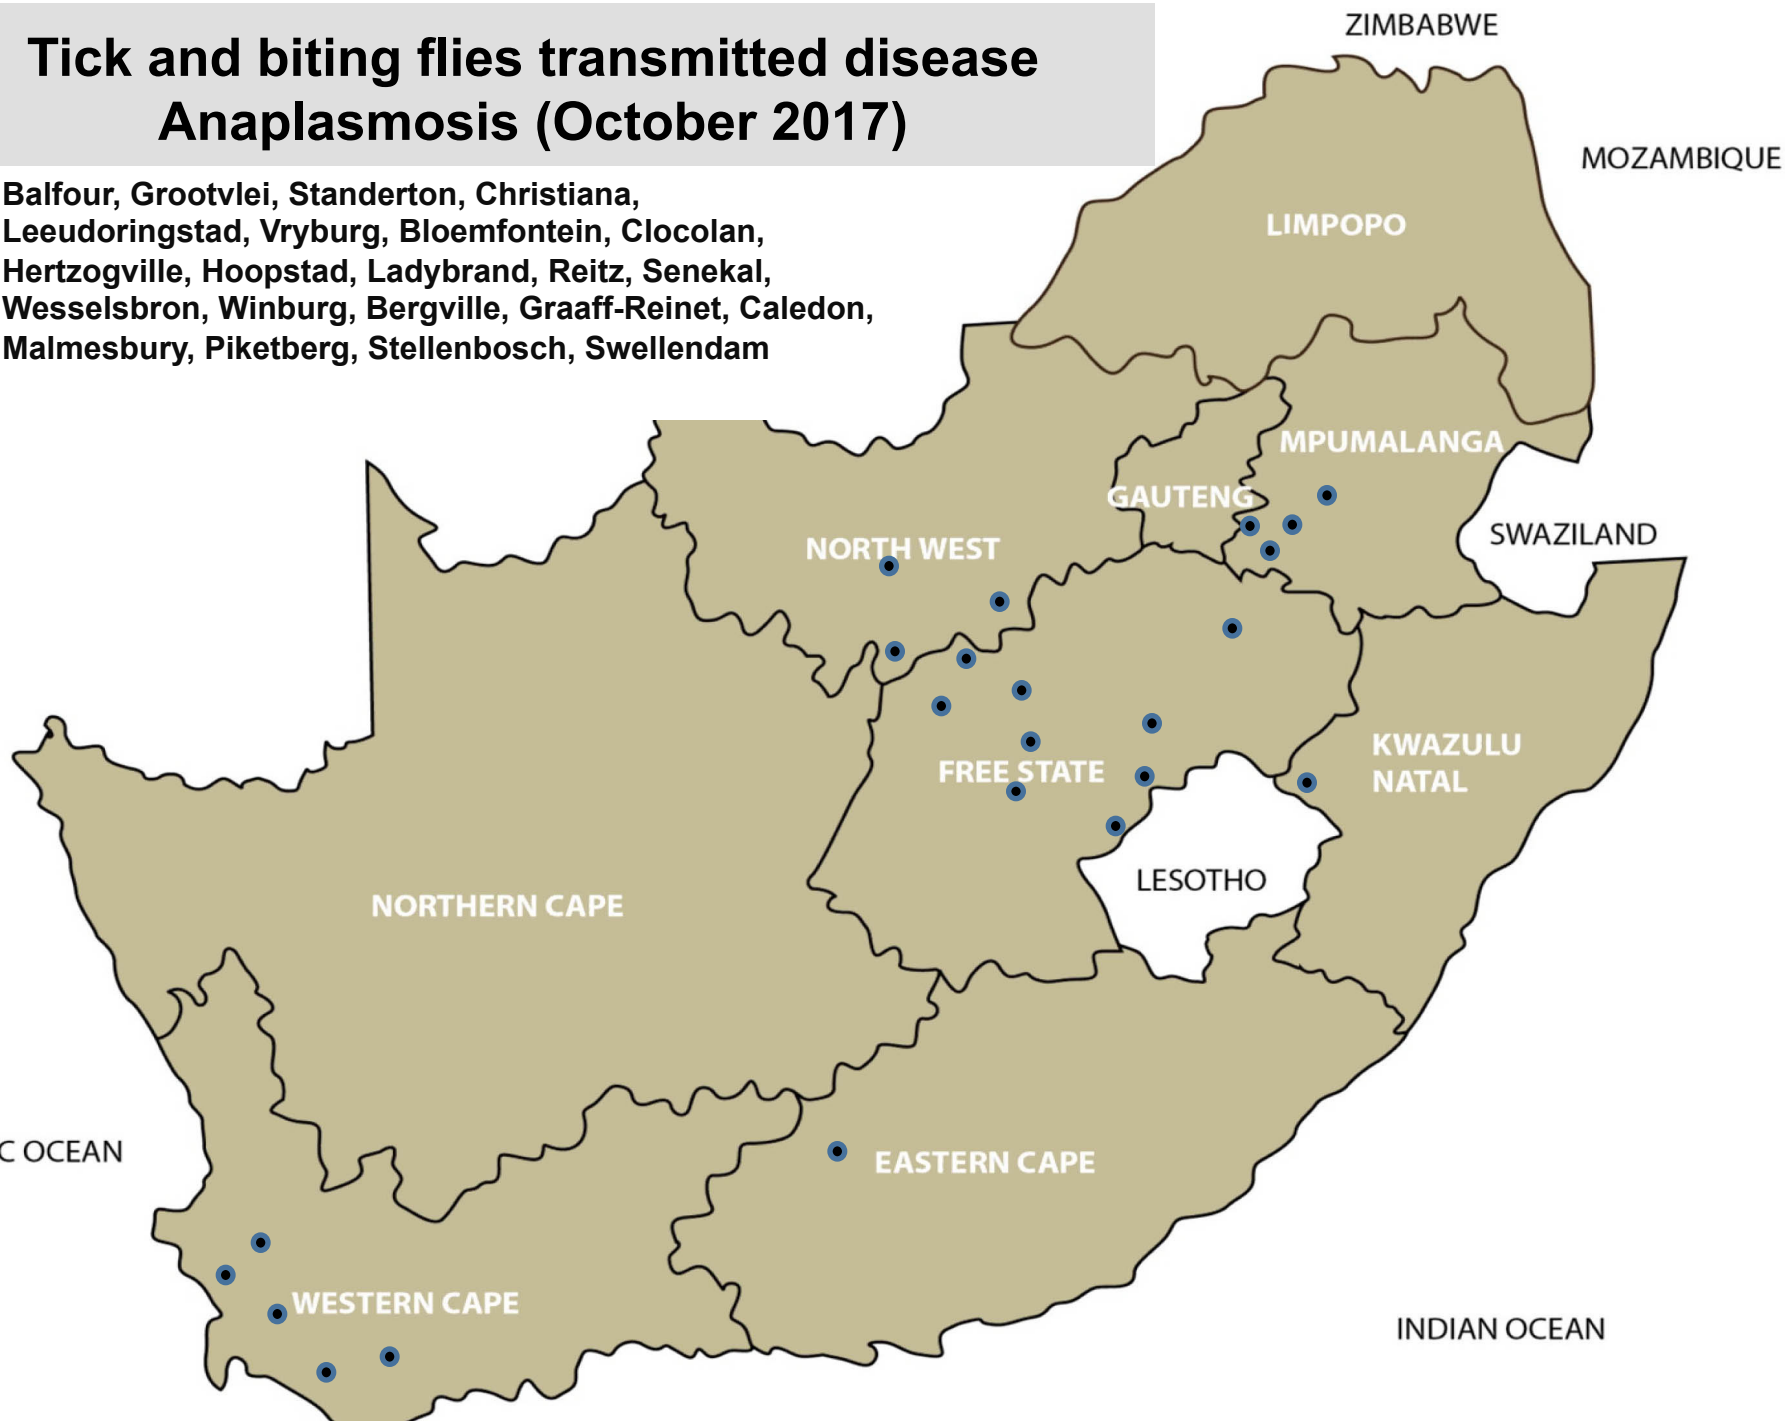 Tick and biting flies transmitted disease
Anaplasmosis (October 2017)
Balfour, Grootvlei, Standerton, Christiana,
Leeudoringstad, Vryburg, Bloemfontein, Clocolan,
Hertzogville, Hoopstad, Ladybrand, Reitz, Senekal,
Wesselsbron, Winburg, Bergville, Graaff-Reinet, Caledon,
Malmesbury, Piketberg, Stellenbosch, Swellendam
ZIMBABWE
MOZAMBIQUE
LIMPOPO
MPUMALANGA
GAUTENG
SWAZILAND
NORTH WEST
KWAZULU
NATAL
FREE STATE
LESOTHO
NORTHERN CAPE
C OCEAN
EASTERN CAPE
WESTERN CAPE
INDIAN OCEAN